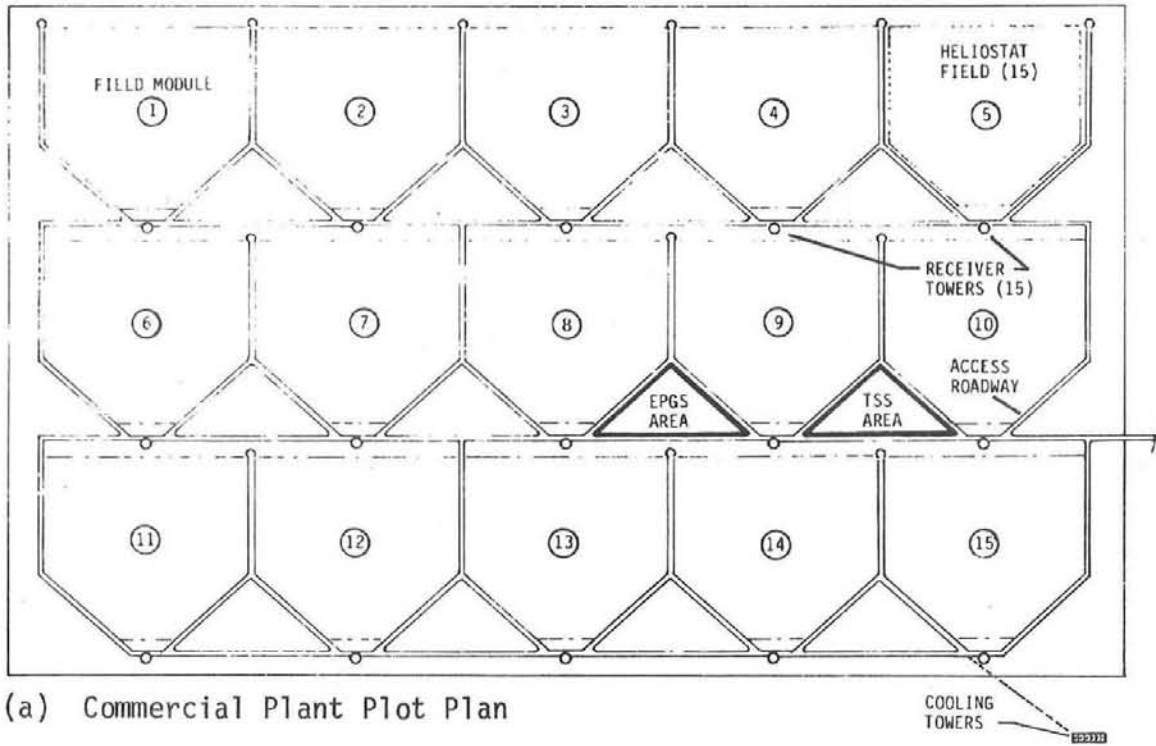 FIELD MODULE
1
2
3
4
HELIOSTAT
FIELD (15)
5
RECEIVER
TOWERS (15)
6
7
8
9
10
ACCESS
ROADWAY
EPGS
AREA
TSS
AREA
11
12
13
14
15
(a) Commercial Plant Plot Plan
COOLING
TOWERS